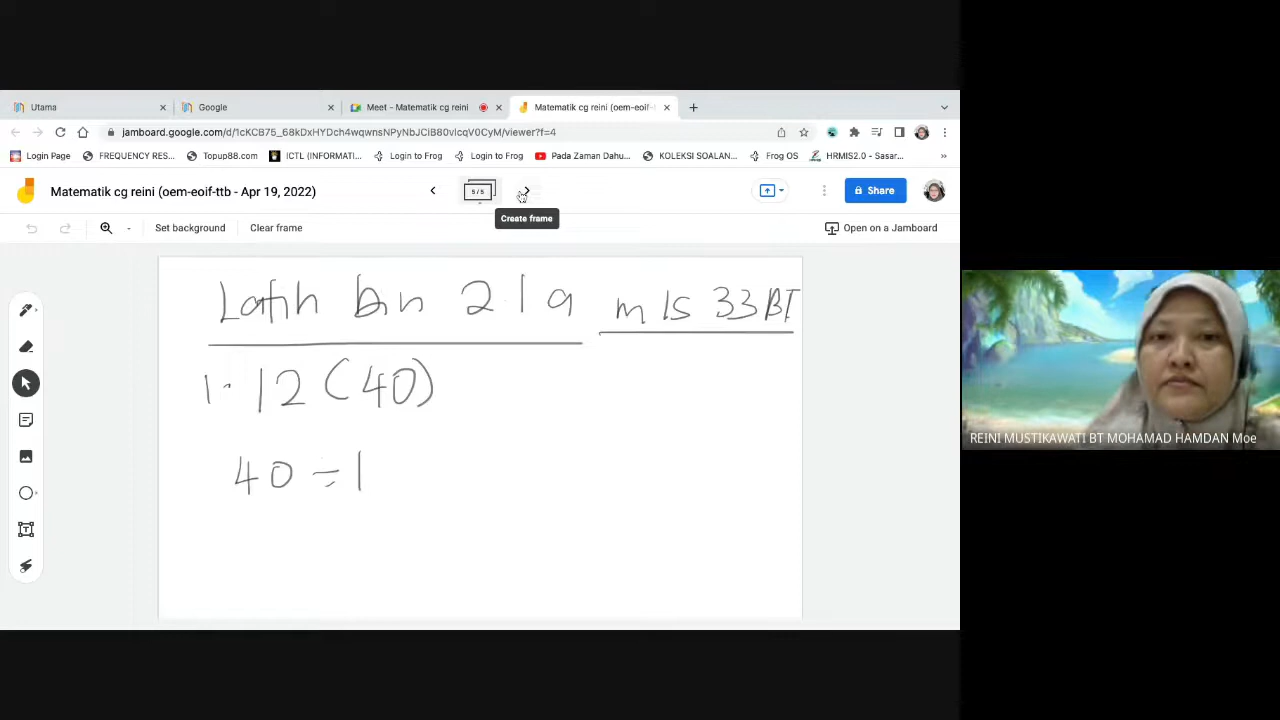 Utama
Google
Meet - Matematik cg reini
Matematik cg reini (oem-eoif-t
jamboard.google.com/d/1cKCB75_68kDxHYDch4wqwnsNPyNbJCiB80vIcqV0CyM/viewer?f=4
Login Page
FREQUENCY RES...
Topup88.com
ICTL (INFORMATI...
Login to Frog
Login to Frog
Pada Zaman Dahu...
KOLEKSI SOALAN...
Frog OS
HRMIS2.0 - Sasar...
»
Matematik cg reini (oem-eoif-ttb - Apr 19, 2022)
5/5
Share
Create frame
Set background
Clear frame
Open on a Jamboard
Latih bn 2.1a m/s 33 BT
1. 12 (40)
40 ÷ 1
REINI MUSTIKAWATI BT MOHAMAD HAMDAN Moe